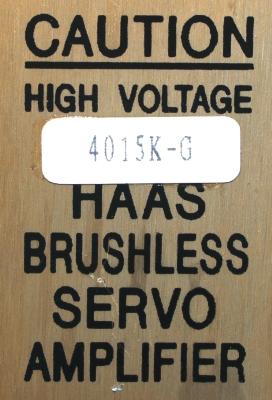 CAUTION
HIGH VOLTAGE
4015K-G
HAAS
BRUSHLESS
SERVO
AMPLIFIER